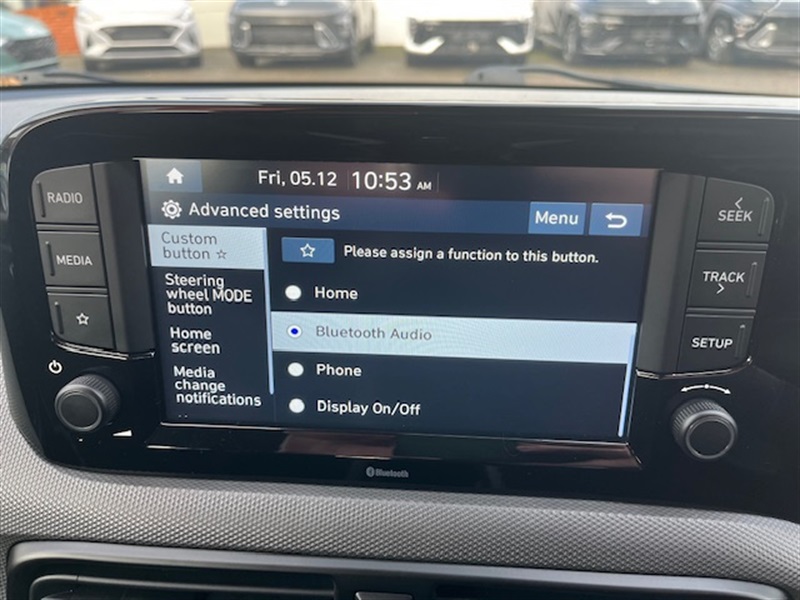 Fri, 05.12 10:53 AM
Advanced settings Menu
RADIO
MEDIA
☆
Custom
button ☆
Steering
wheel MODE
button
Home
screen
Media
change
notifications
☆ Please assign a function to this button.
Home
Bluetooth Audio
Phone
Display On/Off
< SEEK
TRACK >
SETUP
Bluetooth